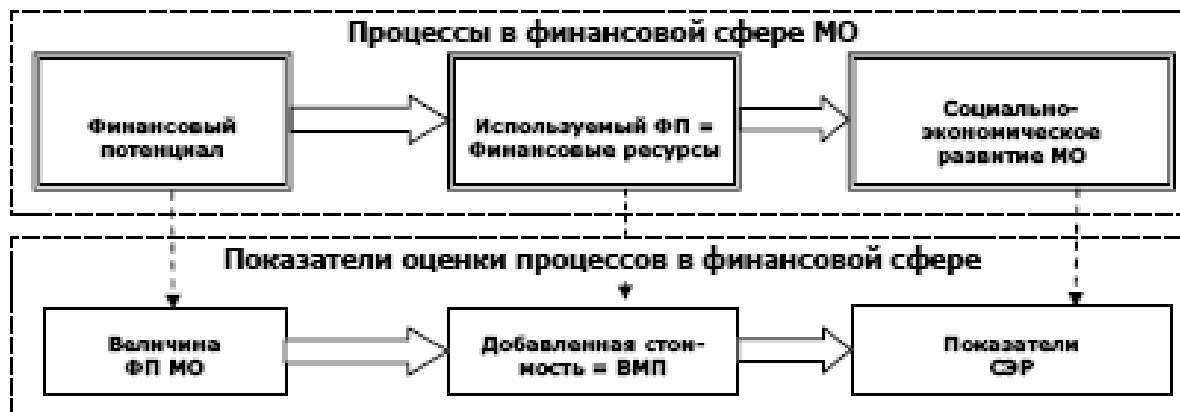 Процессы в финансовой сфере МО
Финансовый
потенциал
Используемый ФП =
Финансовые ресурсы
Социально-
экономическое
развитие МО
Показатели оценки процессов в финансовой сфере
Величина
ФП МО
Добавленная стои-
мость = ВМП
Показатели
СЭР